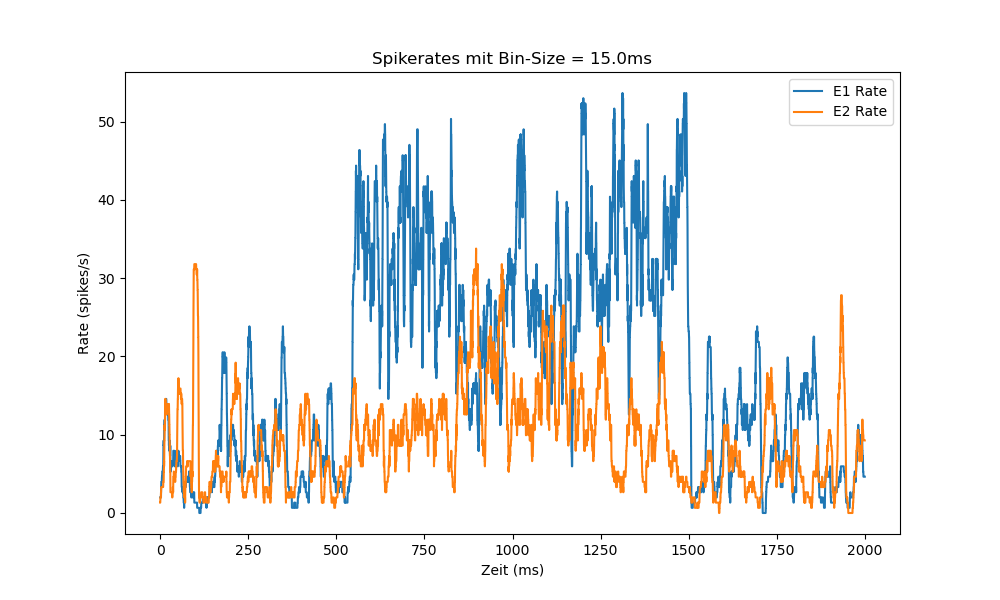 Spikerates mit Bin-Size = 15.0ms
E1 Rate
E2 Rate
50
40
30
20
10
0
Rate (spikes/s)
0 250 500 750 1000 1250 1500 1750 2000
Zeit (ms)